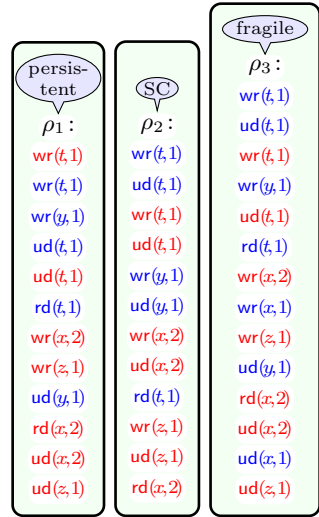 persis-
tent
ρ₁:
wr(t,1)
wr(t,1)
wr(y,1)
ud(t,1)
ud(t,1)
rd(t,1)
wr(x,2)
wr(z,1)
ud(y,1)
rd(x,2)
ud(x,2)
ud(z,1)
SC
ρ₂:
wr(t,1)
ud(t,1)
wr(t,1)
ud(t,1)
wr(y,1)
ud(y,1)
wr(x,2)
ud(x,2)
rd(t,1)
wr(z,1)
ud(z,1)
rd(x,2)
fragile
ρ₃:
wr(t,1)
ud(t,1)
wr(t,1)
wr(y,1)
ud(t,1)
rd(t,1)
wr(x,2)
wr(x,1)
wr(z,1)
ud(y,1)
rd(x,2)
ud(x,2)
ud(x,1)
ud(z,1)